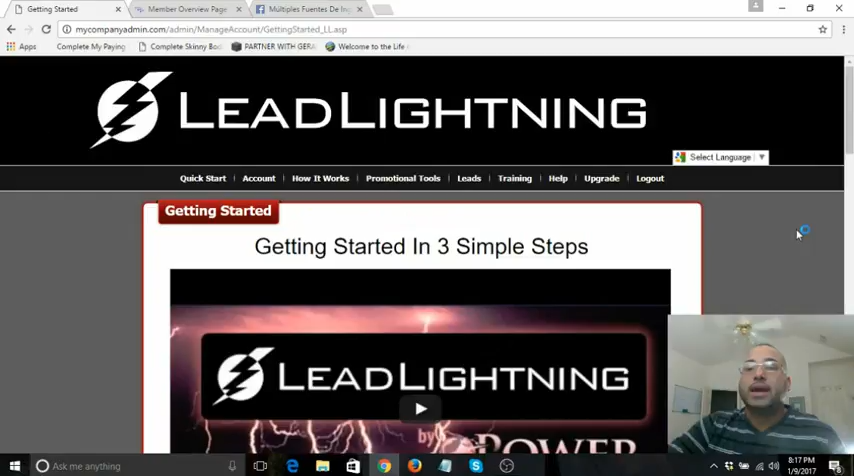 Getting Started
Member Overview Page
Múltiples Fuentes De Ing
mycompanyadmin.com/admin/ManageAccount/GettingStarted_LL.asp
Apps
Complete My Paying
Complete Skinny Bod
PARTNER WITH GERA
Welcome to the Life
LEADLIGHTNING
Select Language
Quick Start
Account
How It Works
Promotional Tools
Leads
Training
Help
Upgrade
Logout
Getting Started
Getting Started In 3 Simple Steps
LEADLIGHTNING
by
POWER
Ask me anything
8:17 PM
1/9/2017